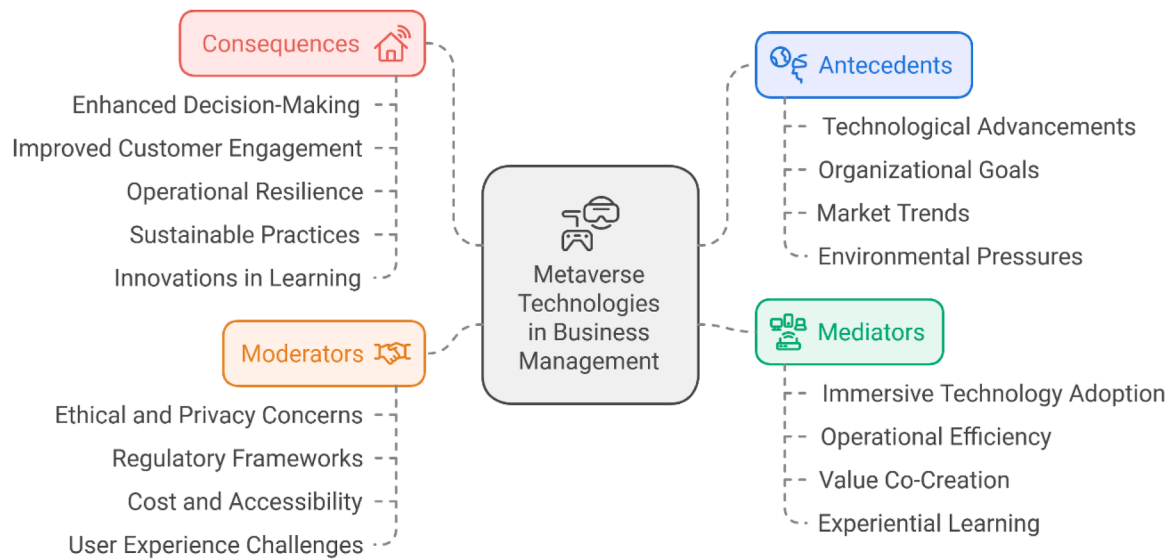 Consequences
Enhanced Decision-Making
Improved Customer Engagement
Operational Resilience
Sustainable Practices
Innovations in Learning
Moderators
Ethical and Privacy Concerns
Regulatory Frameworks
Cost and Accessibility
User Experience Challenges
Metaverse
Technologies
in Business
Management
Antecedents
Technological Advancements
Organizational Goals
Market Trends
Environmental Pressures
Mediators
Immersive Technology Adoption
Operational Efficiency
Value Co-Creation
Experiential Learning